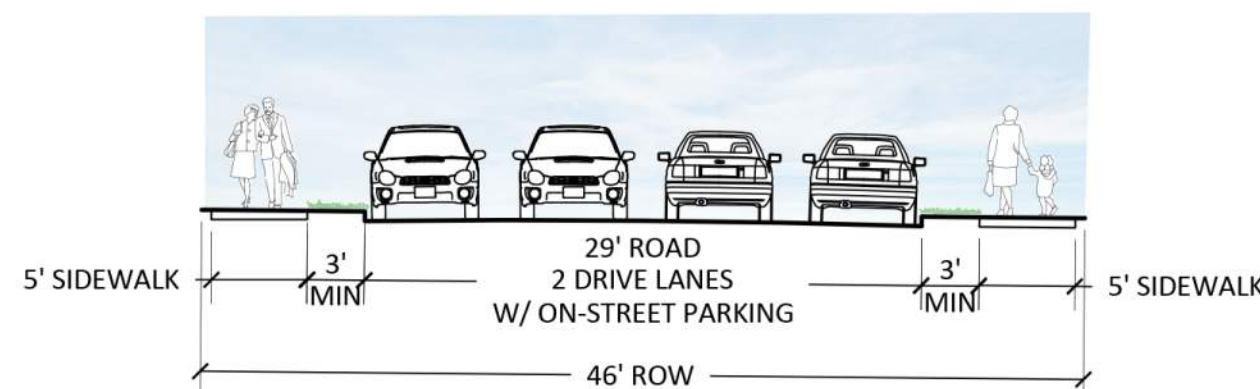 29' ROAD
5' SIDEWALK
3'
MIN
2 DRIVE LANES
W/ ON-STREET PARKING
3'
MIN
5' SIDEWALK
46' ROW